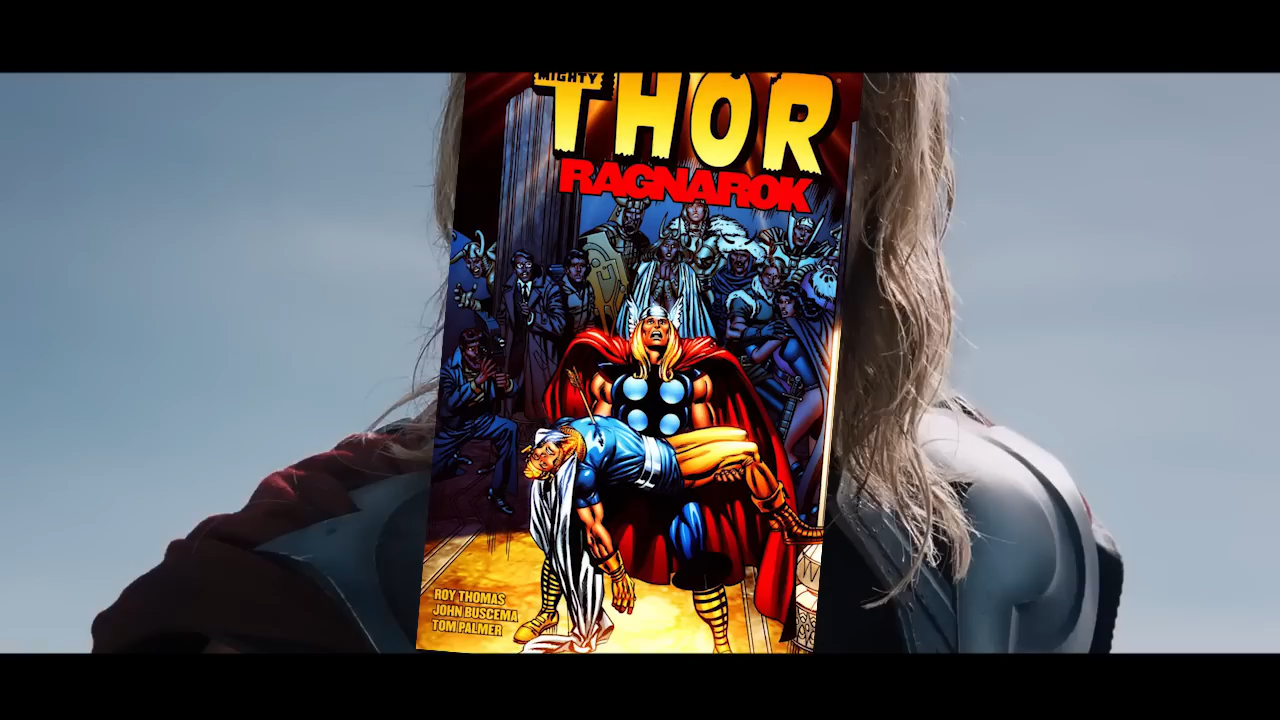 MIGHTY
THOR
RAGNAROK
ROY THOMAS
JOHN BUSCEMA
TOM PALMER